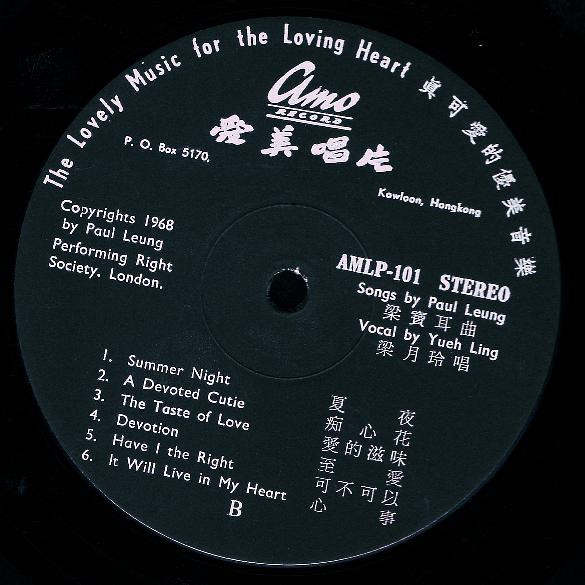 The Lovely Music for the Loving Heart 眞可愛的優美音樂
amo
RECORD
愛美唱片
P. O. Box 5170,
Kowloon, Hongkong
Copyrights 1968
by Paul Leung
Performing Right
Society. London.
AMLP-101 STEREO
Songs by Paul Leung
梁寶耳曲
Vocal by Yueh Ling
梁月玲唱
1. Summer Night
2. A Devoted Cutie
3. The Taste of Love
4. Devotion
5. Have I the Right
6. It Will Live in My Heart
夏夜
痴心花
愛的滋味
至愛
可不可以
心事
B